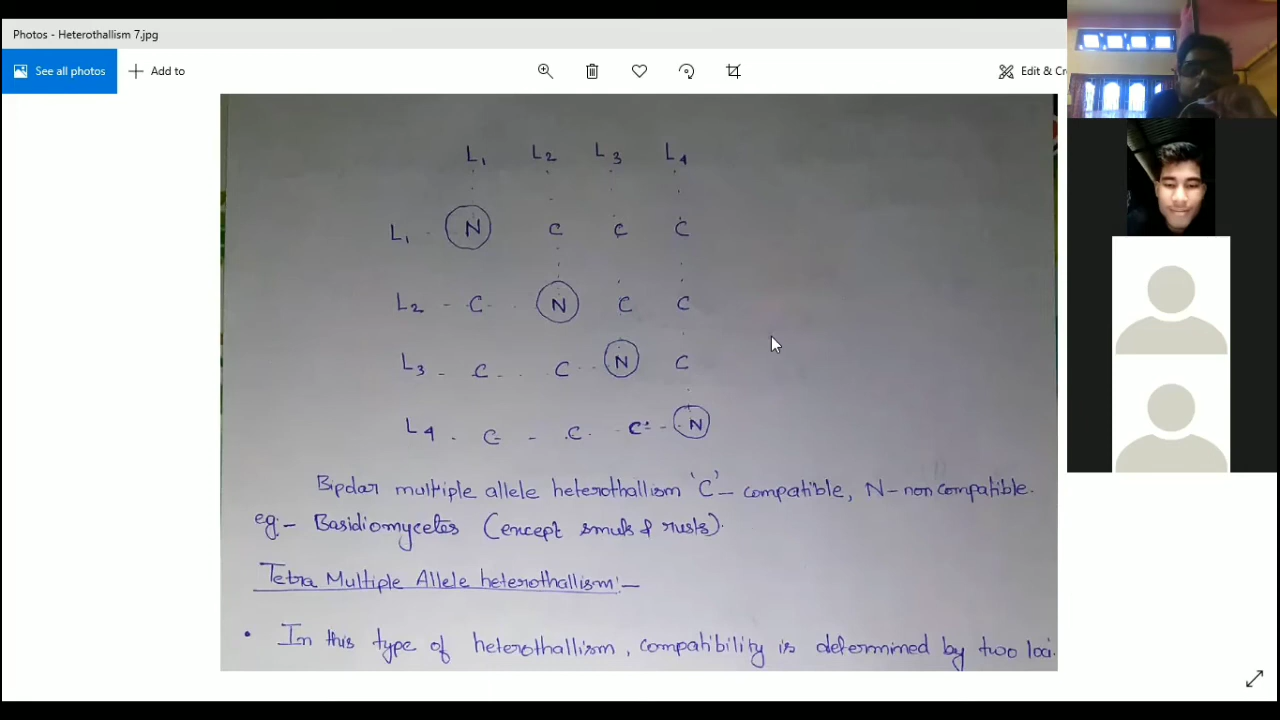 Photos - Heterothallism 7.jpg
See all photos
Add to
Edit & Cr
L₁ L₂ L₃ L₄
L₁ N C C C
L₂ - C N C C
L₃ - C - C N C
L₄ - C - C - C - N
Bipolar multiple allele heterothallism 'C' - compatible, N - non compatible.
eg:- Basidiomycetes (encept smuts & rusts).
Tetra Multiple Allele heterothallism:-
• In this type of heterothallism, compatibility is determined by two loci.